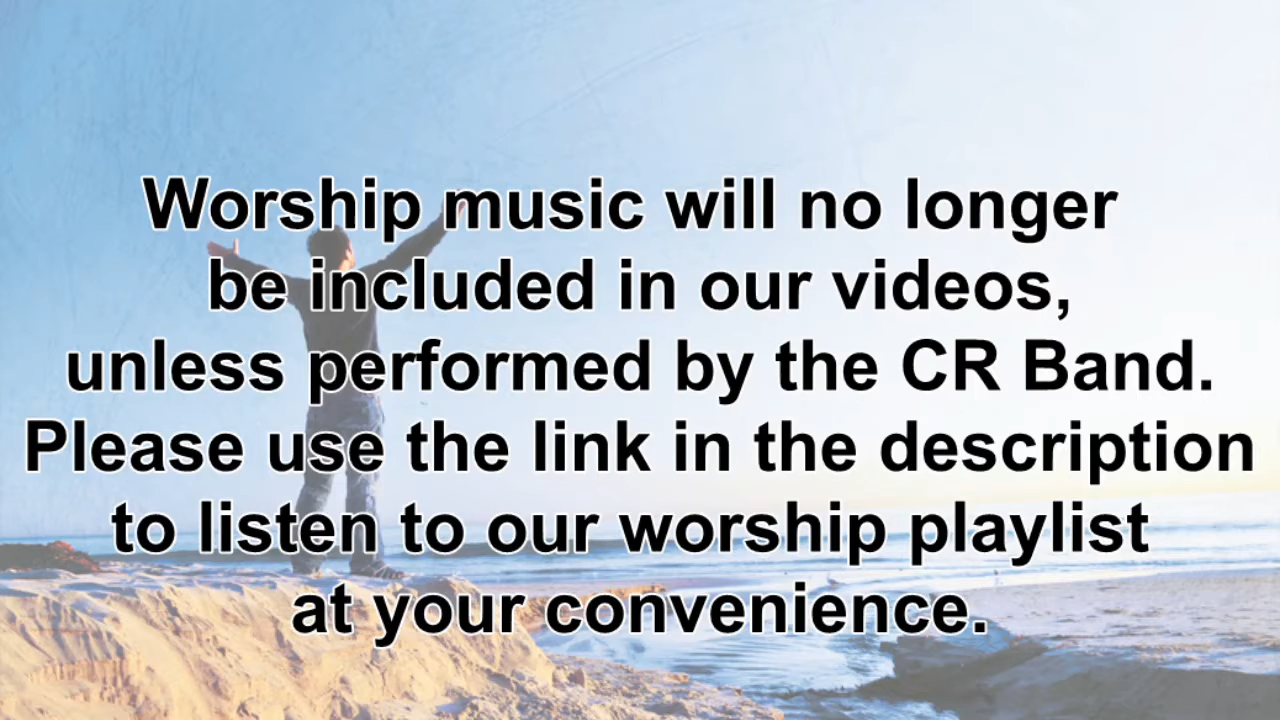 Worship music will no longer
be included in our videos,
unless performed by the CR Band.
Please use the link in the description
to listen to our worship playlist
at your convenience.